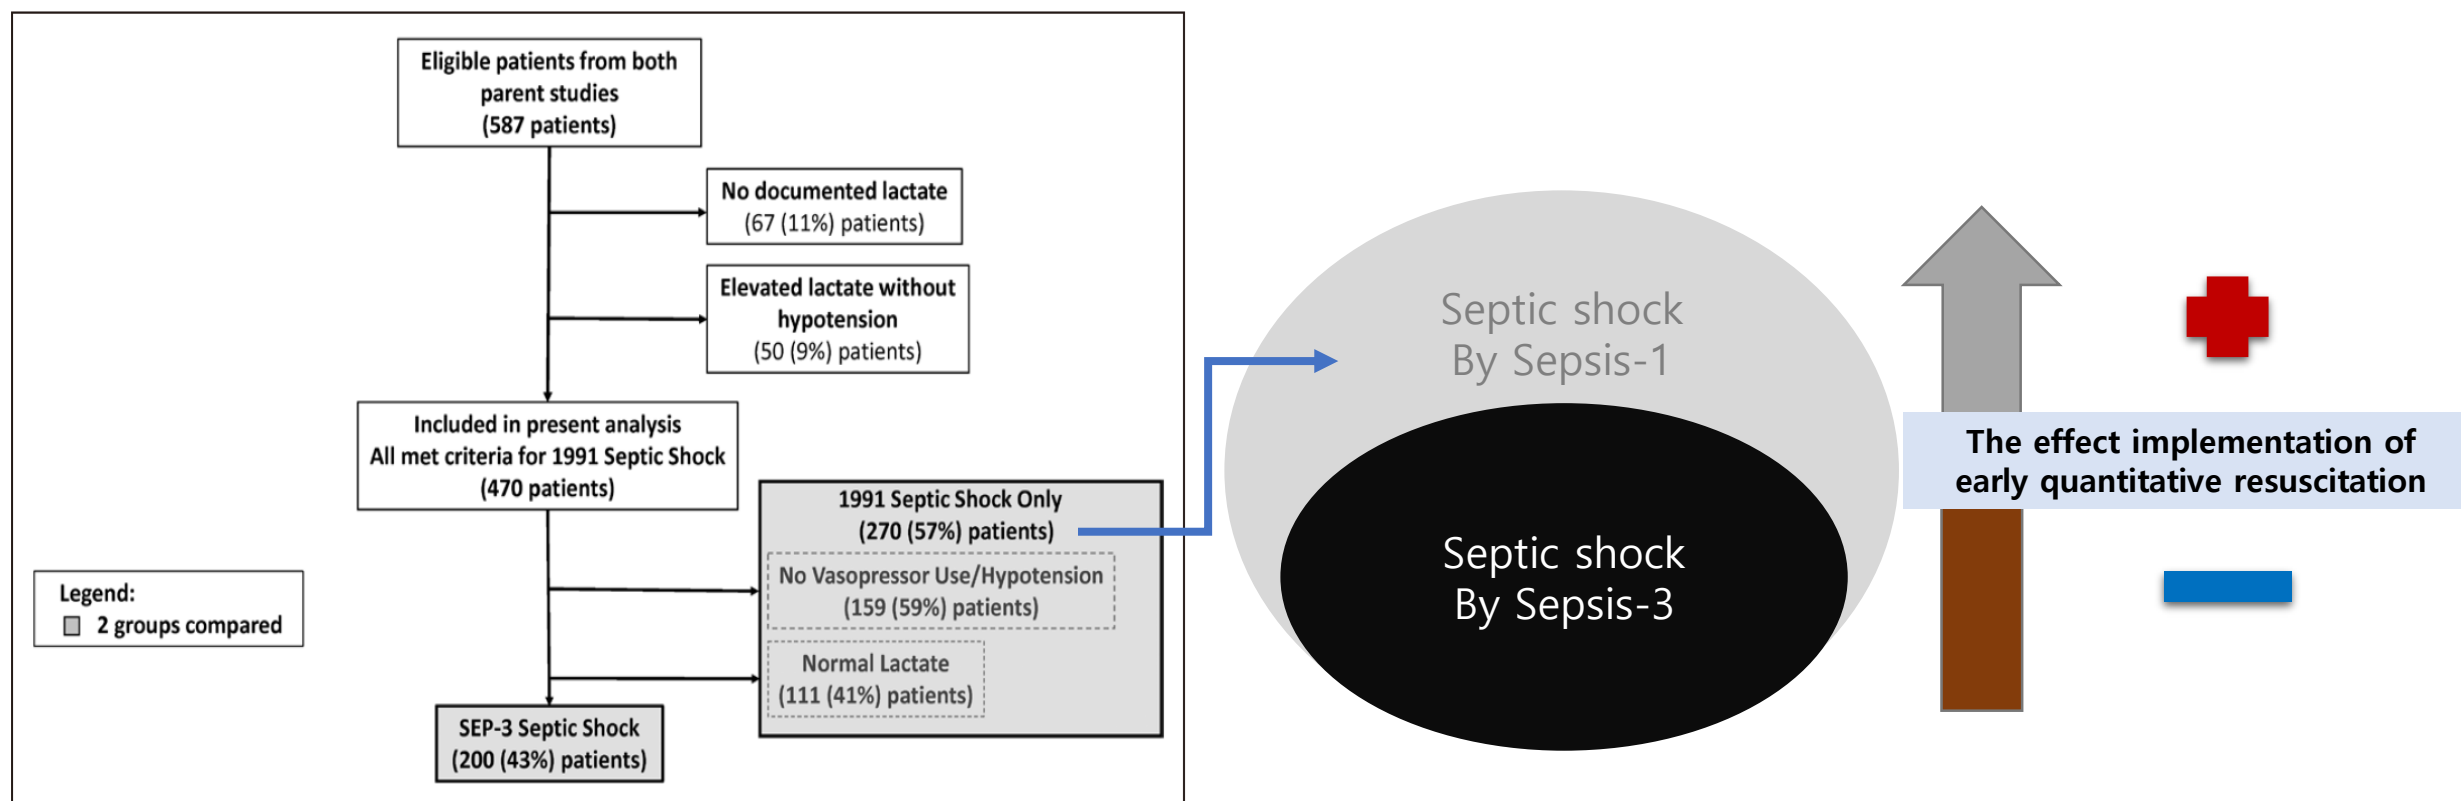 Eligible patients from both
parent studies
(587 patients)
No documented lactate
(67 (11%) patients)
Elevated lactate without
hypotension
(50 (9%) patients)
Included in present analysis
All met criteria for 1991 Septic Shock
(470 patients)
1991 Septic Shock Only
(270 (57%) patients)
No Vasopressor Use/Hypotension
(159 (59%) patients)
Normal Lactate
(111 (41%) patients)
Legend:
2 groups compared
SEP-3 Septic Shock
(200 (43%) patients)
Septic shock
By Sepsis-1
Septic shock
By Sepsis-3
The effect implementation of
early quantitative resuscitation